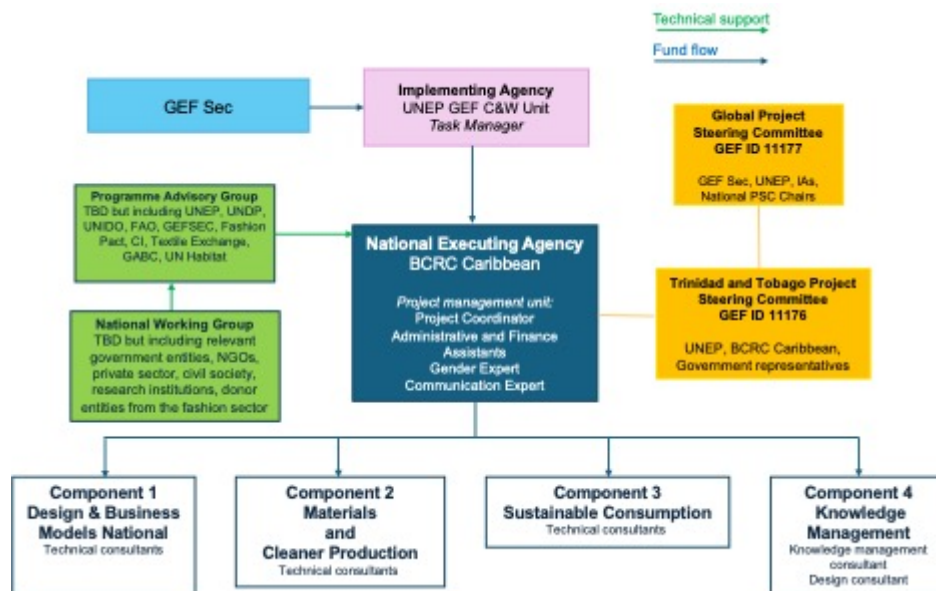 Technical support
Fund flow
GEF Sec
Implementing Agency
UNEP GEF C&W Unit
Task Manager
Global Project
Steering Committee
GEF ID 11177
GEF Sec, UNEP, IAs,
National PSC Chairs
Programme Advisory Group
TBD but including UNEP, UNDP,
UNIDO, FAO, GEFSEC, Fashion
Pact, CI, Textile Exchange,
GABC, UN Habitat
National Executing Agency
BCRC Caribbean
Project management unit:
Project Coordinator
Administrative and Finance
Assistants
Gender Expert
Communication Expert
Trinidad and Tobago Project
Steering Committee
GEF ID 11176
UNEP, BCRC Caribbean,
Government representatives
National Working Group
TBD but including relevant
government entities, NGOs,
private sector, civil society,
research institutions, donor
entities from the fashion sector
Component 1
Design & Business
Models National
Technical consultants
Component 2
Materials
and
Cleaner Production
Technical consultants
Component 3
Sustainable Consumption
Technical consultants
Component 4
Knowledge
Management
Knowledge management
consultant
Design consultant